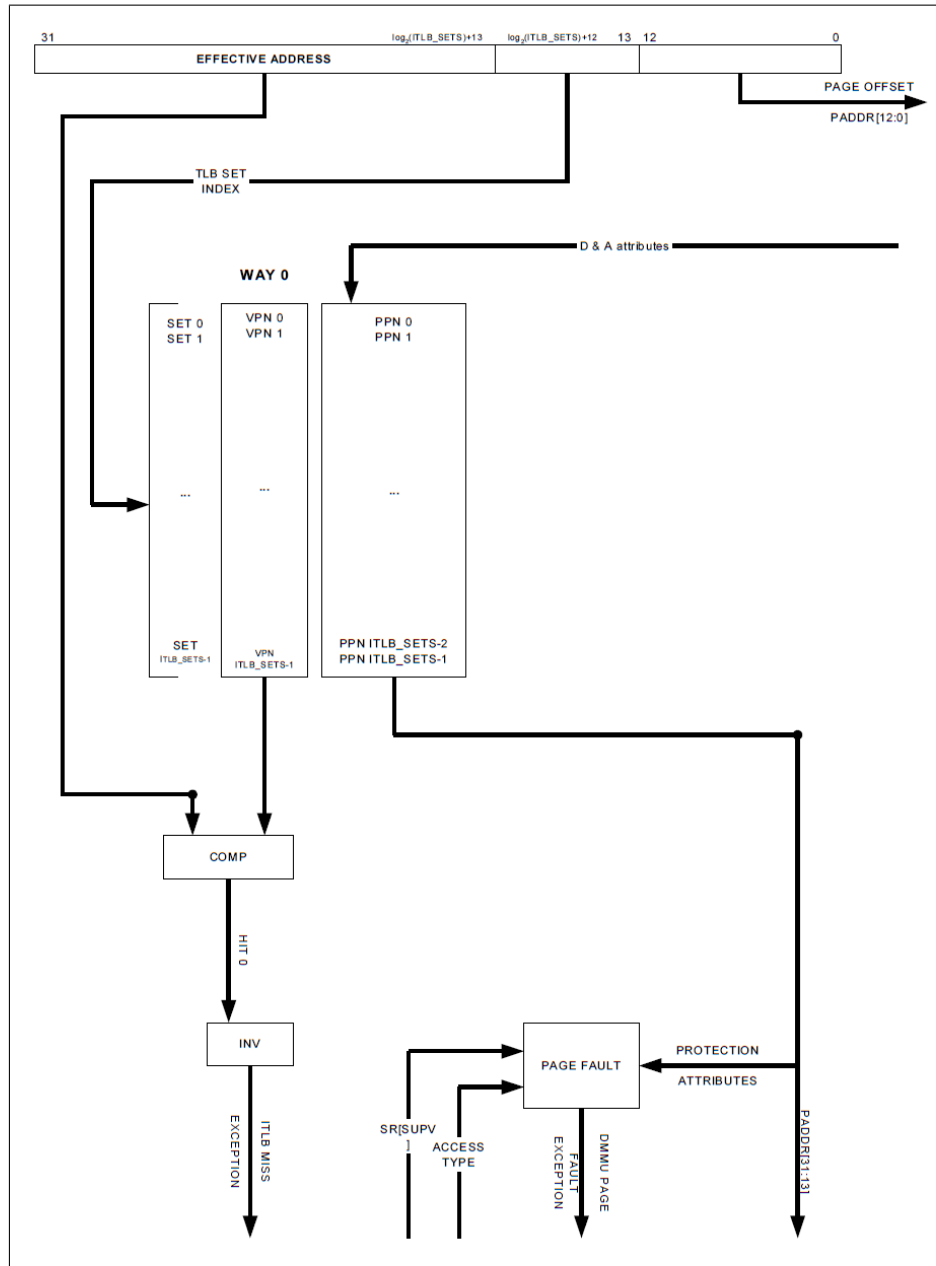 31
log2(ITLB_SETS)+13
log2(ITLB_SETS)+12
13
12
0
EFFECTIVE ADDRESS
PAGE OFFSET
PADDR[12:0]
TLB SET
INDEX
D & A attributes
WAY 0
SET 0
SET 1
VPN 0
VPN 1
PPN 0
PPN 1
...
...
...
SET
ITLB_SETS-1
VPN
ITLB_SETS-1
PPN ITLB_SETS-2
PPN ITLB_SETS-1
COMP
HIT 0
INV
PAGE FAULT
PROTECTION
ATTRIBUTES
SR[SUPV
]
ACCESS
TYPE
ITLB MISS
EXCEPTION
DMMU PAGE
FAULT
EXCEPTION
PADDR[31:13]